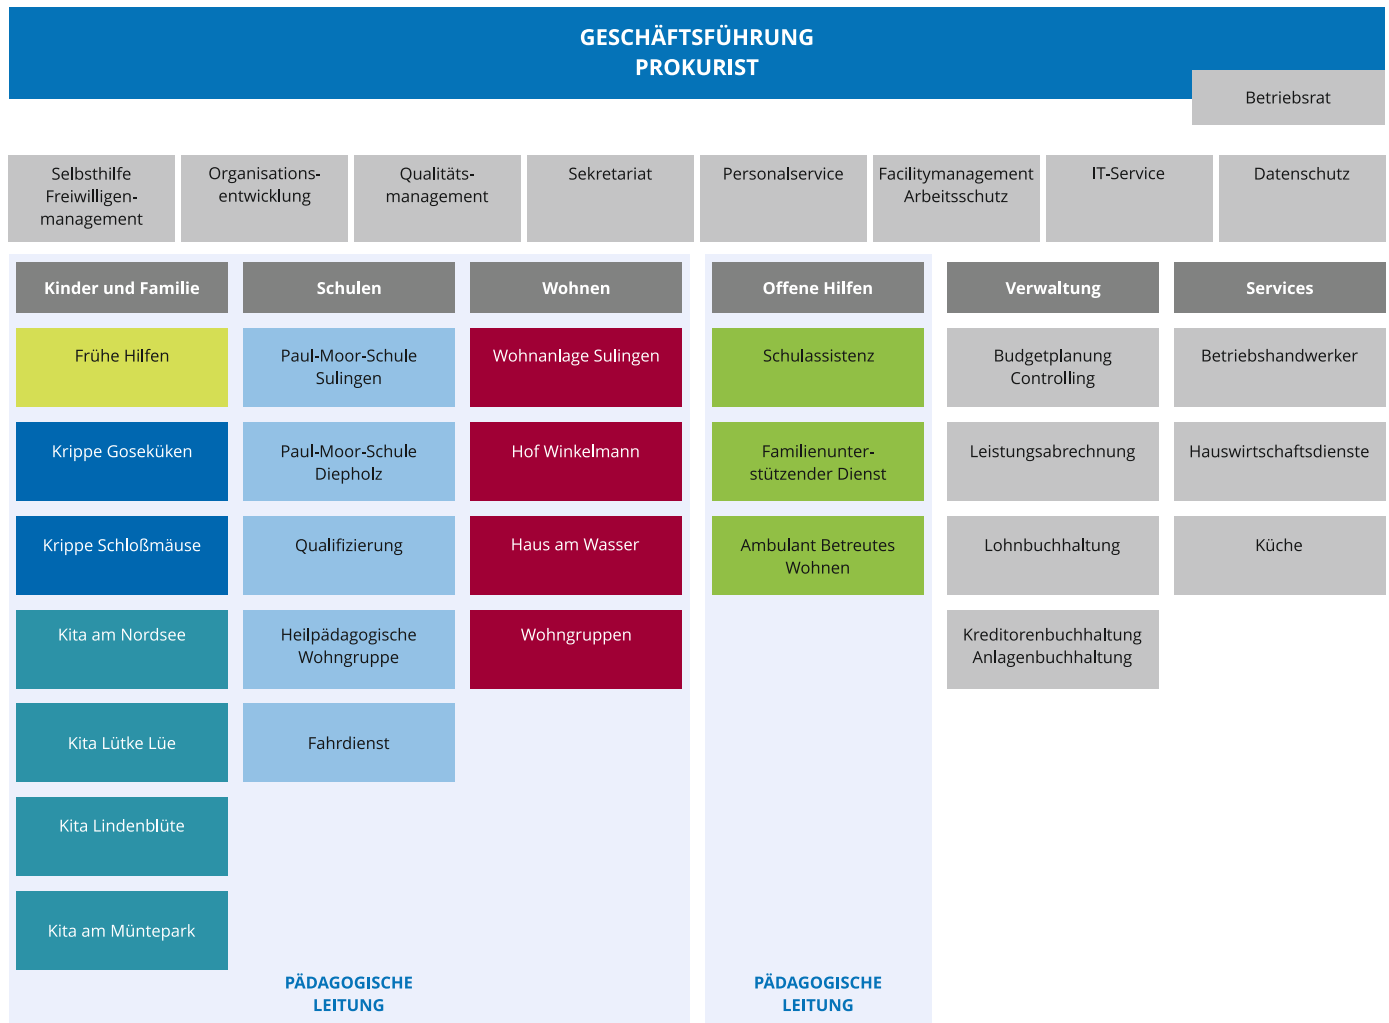 GESCHÄFTSFÜHRUNG
PROKURIST
Betriebsrat
Selbsthilfe
Freiwilligen-
management
Organisations-
entwicklung
Qualitäts-
management
Sekretariat
Personalservice
Facilitymanagement
Arbeitsschutz
IT-Service
Datenschutz
Kinder und Familie
Frühe Hilfen
Krippe Goseküken
Krippe Schloßmäuse
Kita am Nordsee
Kita Lütke Lüe
Kita Lindenblüte
Kita am Müntepark
Schulen
Paul-Moor-Schule
Sulingen
Paul-Moor-Schule
Diepholz
Qualifizierung
Heilpädagogische
Wohngruppe
Fahrdienst
Wohnen
Wohnanlage Sulingen
Hof Winkelmann
Haus am Wasser
Wohngruppen
PÄDAGOGISCHE
LEITUNG
Offene Hilfen
Schulassistenz
Familienunter-
stützender Dienst
Ambulant Betreutes
Wohnen
PÄDAGOGISCHE
LEITUNG
Verwaltung
Budgetplanung
Controlling
Leistungsabrechnung
Lohnbuchhaltung
Kreditorenbuchhaltung
Anlagenbuchhaltung
Services
Betriebshandwerker
Hauswirtschaftsdienste
Küche